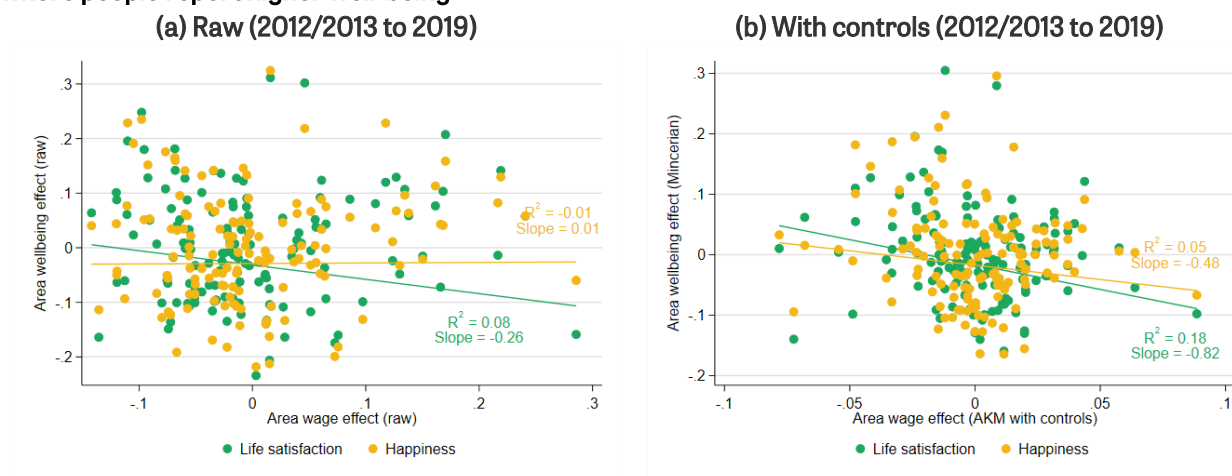 (a) Raw (2012/2013 to 2019)
.3
.2
.1
0
-.1
-.2
Area wellbeing effect (raw)
R2 = -0.01
Slope = 0.01
R2 = 0.08
Slope = -0.26
-.1 0 .1 .2 .3
Area wage effect (raw)
Life satisfaction Happiness
(b) With controls (2012/2013 to 2019)
.3
.2
.1
0
-.1
-.2
Area wellbeing effect (Mincerian)
R2 = 0.05
Slope = -0.48
R2 = 0.18
Slope = -0.82
-.1 -.05 0 .05 .1
Area wage effect (AKM with controls)
Life satisfaction Happiness